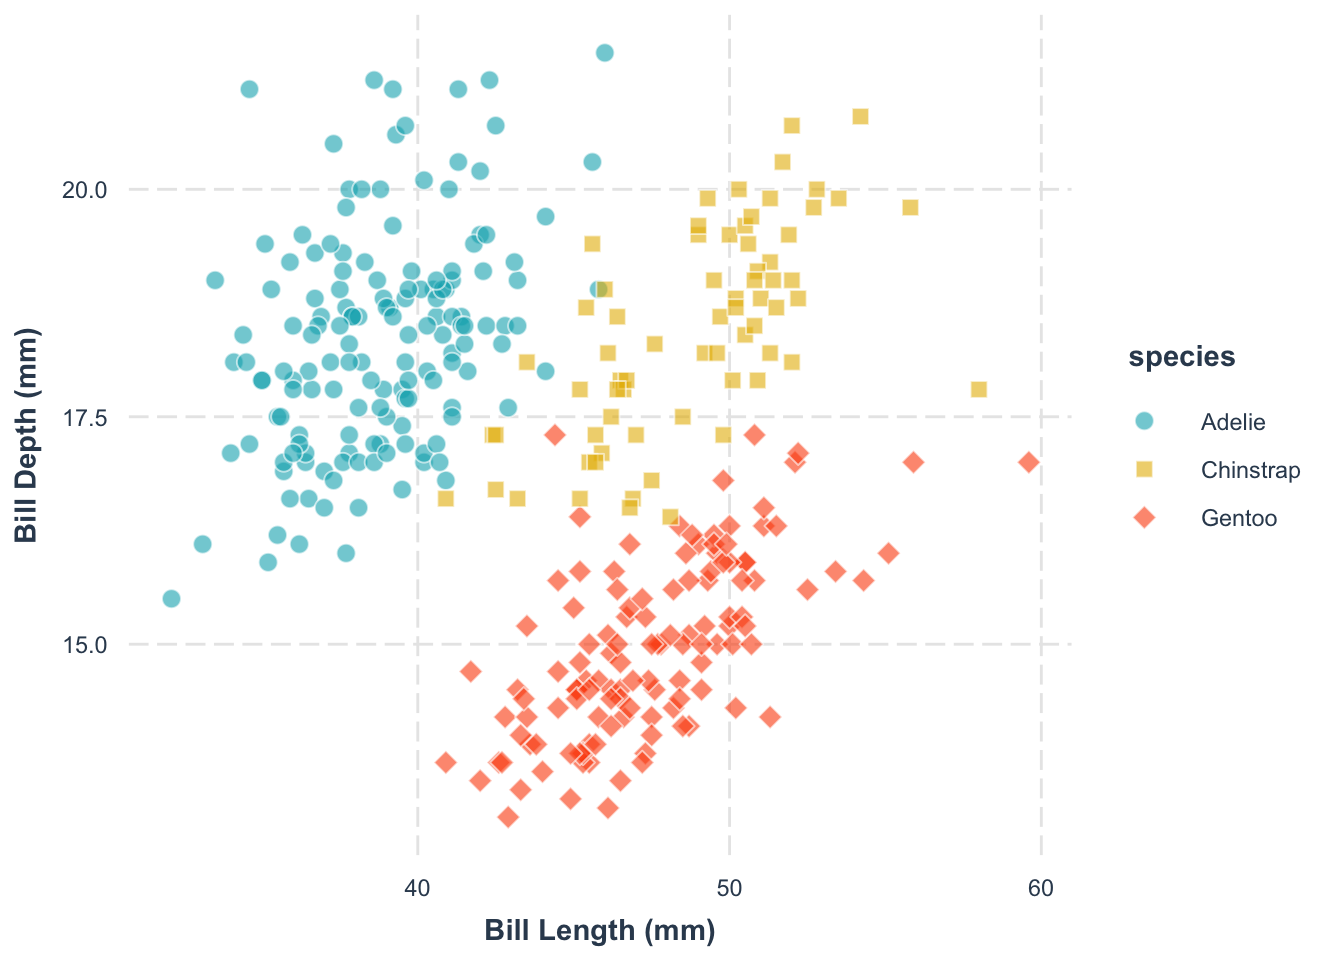 20.0
17.5
15.0
40
50
60
Bill Length (mm)
Bill Depth (mm)
species
Adelie
Chinstrap
Gentoo